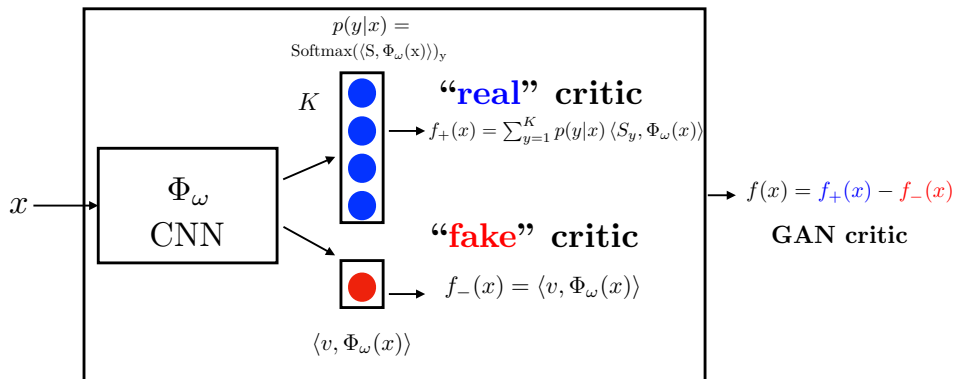 p(y|x) =
Softmax(⟨S, Φ_ω(x)⟩)_y
K
“real” critic
f_+(x) = ∑_{y=1}^{K} p(y|x) ⟨S_y, Φ_ω(x)⟩
x
Φ_ω
CNN
f(x) = f_+(x) − f_−(x)
GAN critic
“fake” critic
f_−(x) = ⟨v, Φ_ω(x)⟩
⟨v, Φ_ω(x)⟩